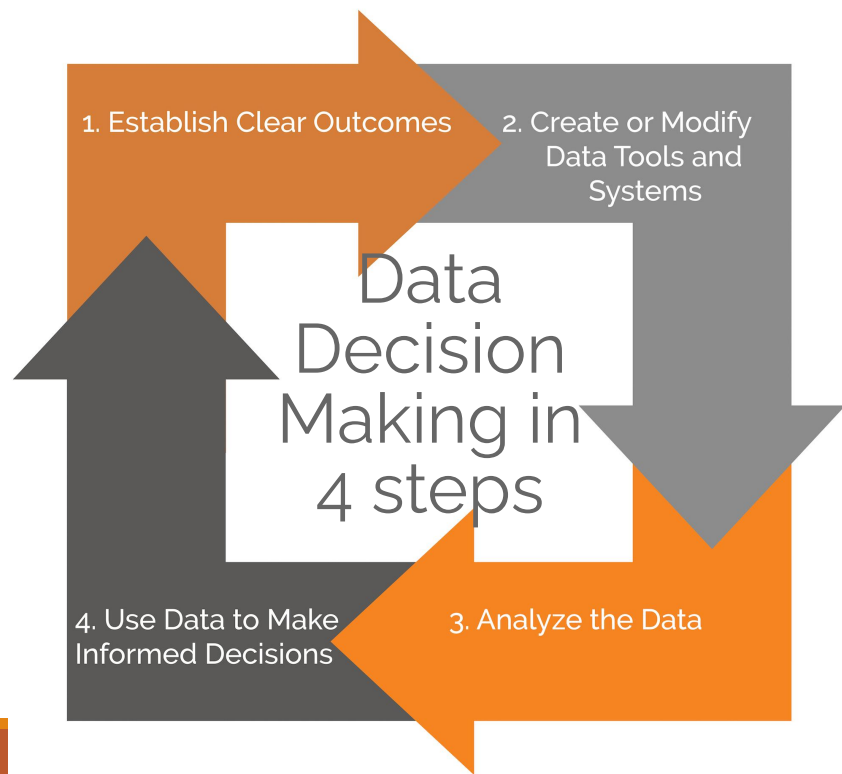 1. Establish Clear Outcomes
2. Create or Modify
Data Tools and
Systems
Data
Decision
Making in
4 steps
3. Analyze the Data
4. Use Data to Make
Informed Decisions